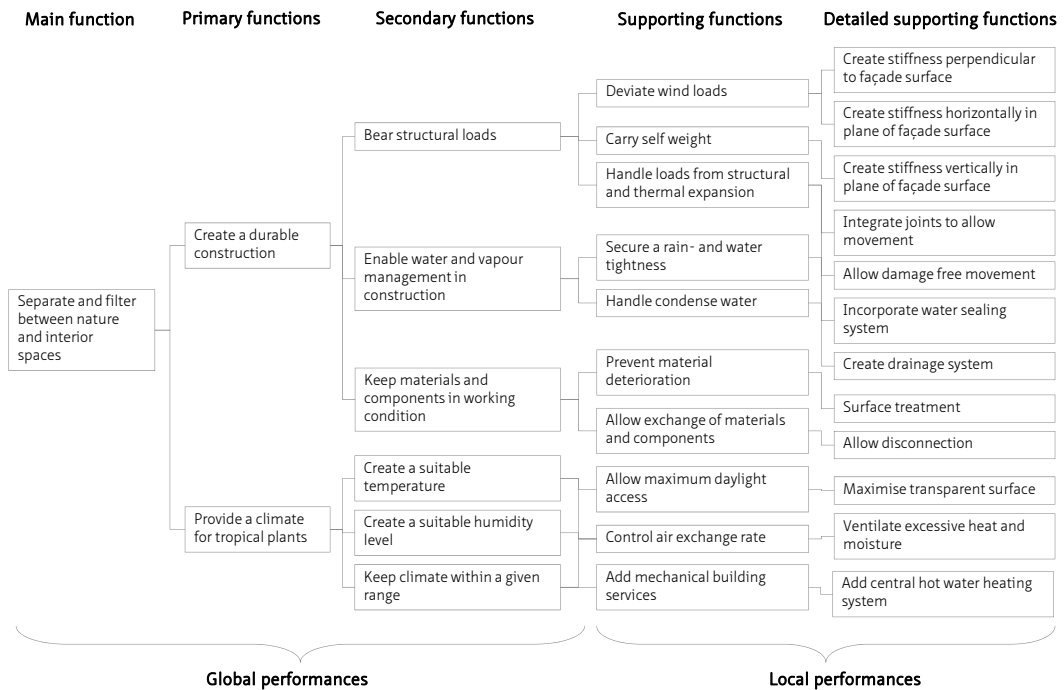 Main function
Primary functions
Secondary functions
Supporting functions
Detailed supporting functions
Separate and filter
between nature
and interior
spaces
Create a durable
construction
Provide a climate
for tropical plants
Bear structural loads
Enable water and vapour
management in
construction
Keep materials and
components in working
condition
Create a suitable
temperature
Create a suitable humidity
level
Keep climate within a given
range
Deviate wind loads
Carry self weight
Handle loads from structural
and thermal expansion
Secure a rain- and water
tightness
Handle condense water
Prevent material
deterioration
Allow exchange of materials
and components
Allow maximum daylight
access
Control air exchange rate
Add mechanical building
services
Create stiffness perpendicular
to façade surface
Create stiffness horizontally in
plane of façade surface
Create stiffness vertically in
plane of façade surface
Integrate joints to allow
movement
Allow damage free movement
Incorporate water sealing
system
Create drainage system
Surface treatment
Allow disconnection
Maximise transparent surface
Ventilate excessive heat and
moisture
Add central hot water heating
system
Global performances
Local performances